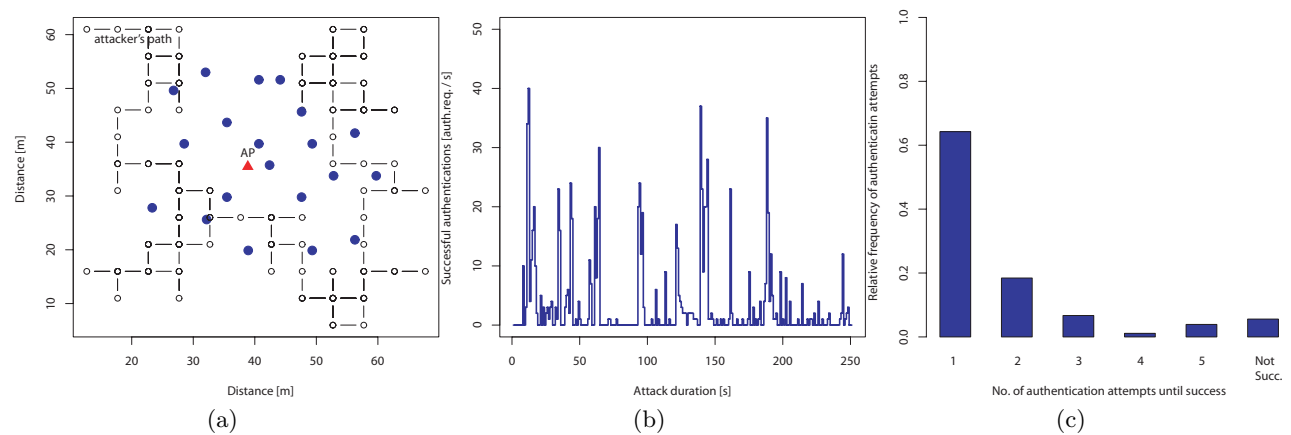 attacker's path
AP
60
50
40
30
20
10
Distance [m]
20
30
40
50
60
Distance [m]
(a)
50
40
30
20
10
0
Successful authentications [auth.req. / s]
0
50
100
150
200
250
Attack duration [s]
(b)
1.0
0.8
0.6
0.4
0.2
0.0
Relative frequency of authenticatin attempts
1
2
3
4
5
Not
Succ.
No. of authentication attempts until success
(c)